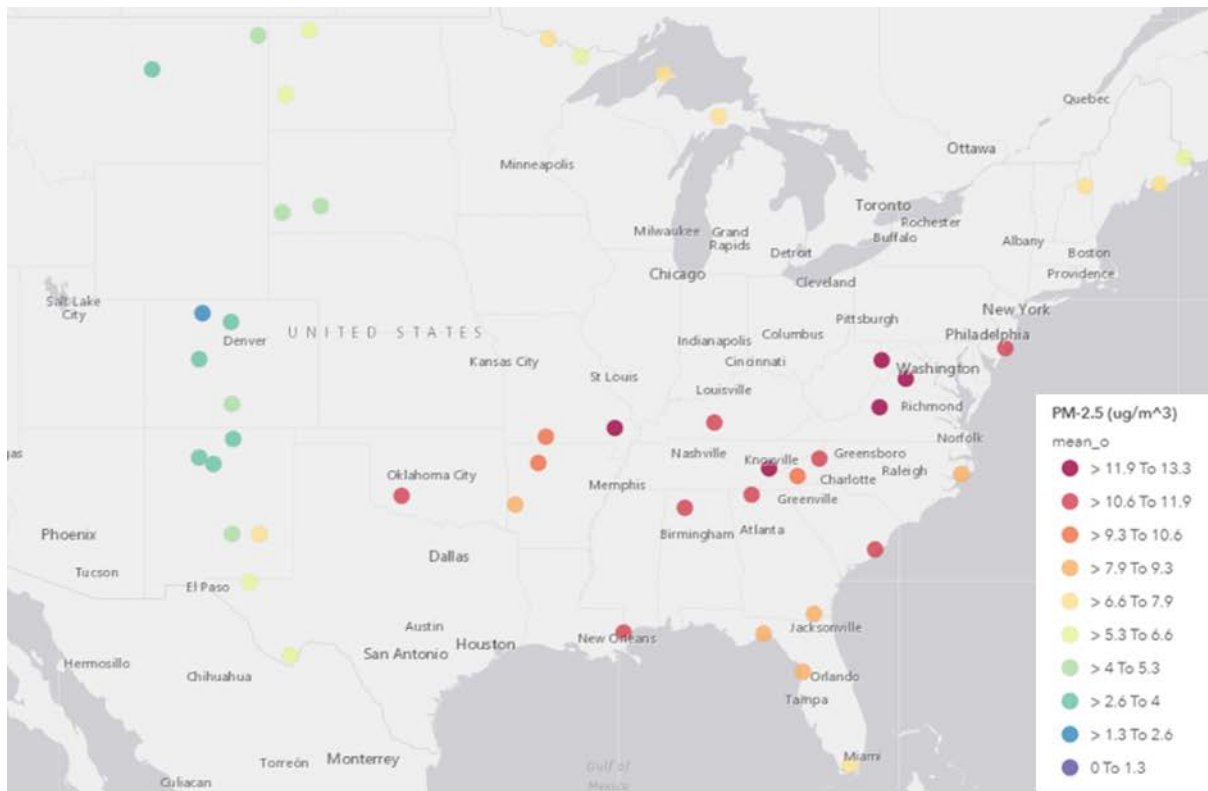 Quebec
Ottawa
Minneapolis
Toronto
Rochester
Buffalo
Milwaukee
Grand
Rapids
Detroit
Albany
Boston
Providence
Chicago
Cleveland
Salt Lake
City
Denver
UNITED STATES
New York
Pittsburgh
Philadelphia
Columbus
Indianapolis
Cincinnati
Kansas City
St Louis
Washington
Louisville
Richmond
Norfolk
Nashville
Knoxville
Greensboro
Raleigh
Charlotte
Oklahoma City
Memphis
Greenville
Birmingham
Atlanta
Phoenix
Dallas
Tucson
El Paso
Austin
Houston
San Antonio
New Orleans
Jacksonville
Hermosillo
Chihuahua
Orlando
Tampa
Miami
Torreón
Monterrey
Gulf of
Mexico
Culiacan
PM-2.5 (ug/m^3)
mean_o
> 11.9 To 13.3
> 10.6 To 11.9
> 9.3 To 10.6
> 7.9 To 9.3
> 6.6 To 7.9
> 5.3 To 6.6
> 4 To 5.3
> 2.6 To 4
> 1.3 To 2.6
0 To 1.3